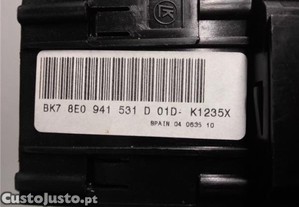 BK7 8E0 941 531 D 01D- K1235X
SPAIN 04 0635 10
CustoJusto.pt